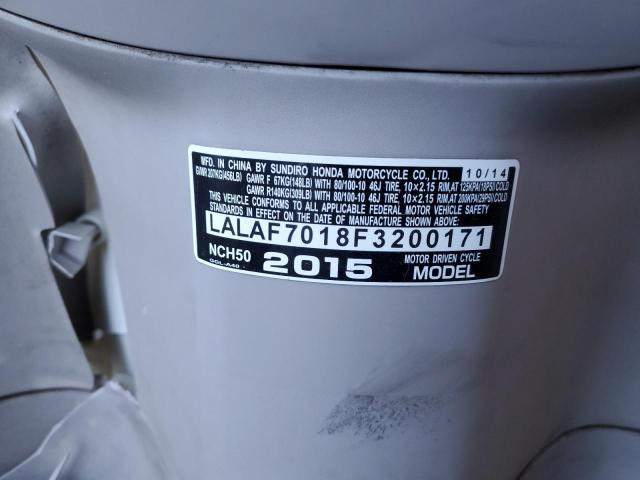 MFD. IN CHINA BY SUNDIRO HONDA MOTORCYCLE CO., LTD. 10/14
GVWR 207KG(456LB) GAWR F 67KG(148LB) WITH 80/100-10 46J TIRE, 10×2.15 RIM,AT 125KPA(18PSI)COLD
GAWR R140KG(309LB) WITH 80/100-10 46J TIRE, 10×2.15 RIM,AT 200KPA(29PSI)COLD
THIS VEHICLE CONFORMS TO ALL APPLICABLE FEDERAL MOTOR VEHICLE SAFETY
STANDARDS IN EFFECT ON THE DATE OF MANUFACTURE SHOWN ABOVE.
LALAF7018F3200171
NCH50 2015 MOTOR DRIVEN CYCLE
GGL-A40 MODEL